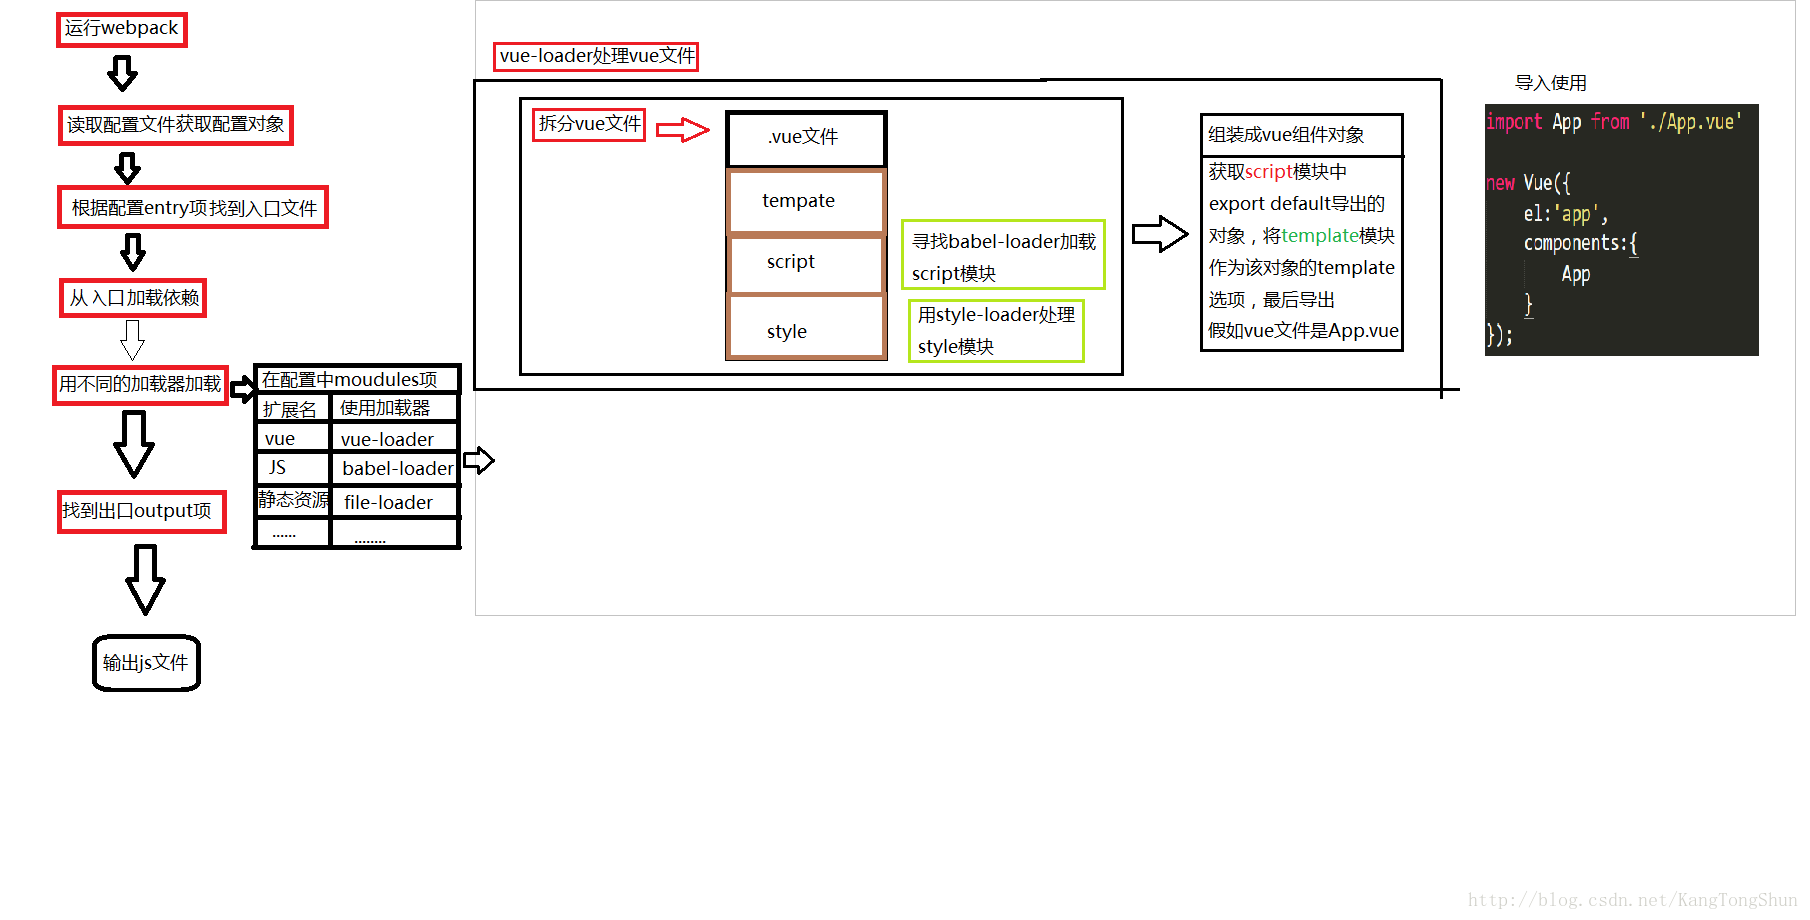 运行webpack
读取配置文件获取配置对象
根据配置entry项找到入口文件
从入口加载依赖
用不同的加载器加载
找到出口output项
输出js文件
在配置中moudules项
扩展名 使用加载器
vue vue-loader
JS babel-loader
静态资源 file-loader
...... ........
vue-loader处理vue文件
拆分vue文件
.vue文件
tempate
script
style
寻找babel-loader加载
script模块
用style-loader处理
style模块
组装成vue组件对象
获取script模块中
export default导出的
对象，将template模块
作为该对象的template
选项，最后导出
假如vue文件是App.vue
导入使用
import App from './App.vue'
new Vue({
el:'app',
components:{
App
}
});
http://blog.csdn.net/KangTongShun